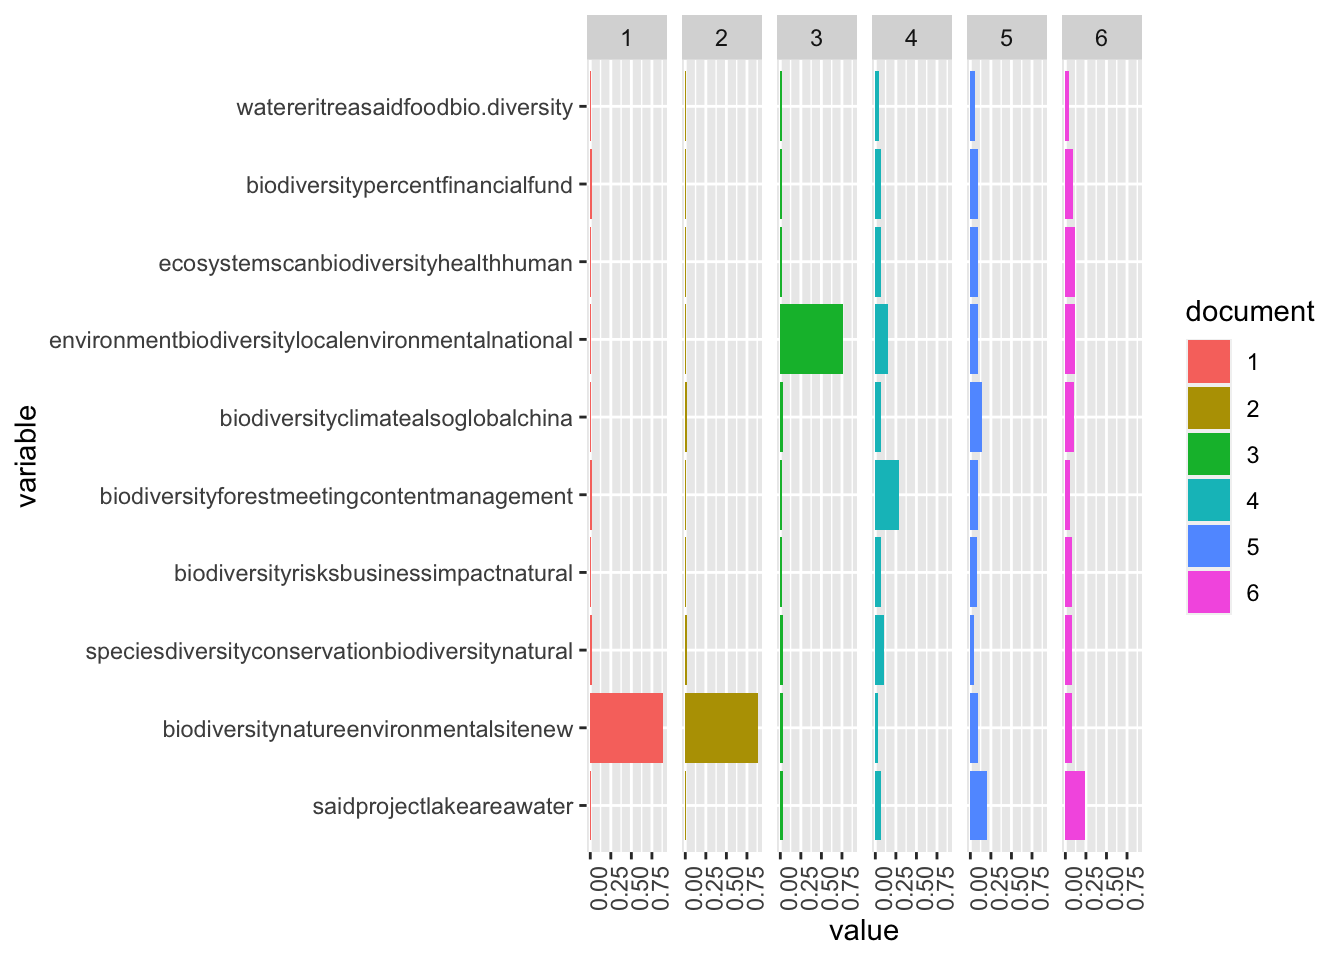 1 2 3 4 5 6
watereritreasaidfoodbio.diversity
biodiversitypercentfinancialfund
ecosystemscanbiodiversityhealthhuman
environmentbiodiversitylocalenvironmentalnational
biodiversityclimatealsoglobalchina
biodiversityforestmeetingcontentmanagement
biodiversityrisksbusinessimpactnatural
speciesdiversityconservationbiodiversitynatural
biodiversitynatureenvironmentalsitenew
saidprojectlakeareawater
variable
0.00 0.25 0.50 0.75 0.00 0.25 0.50 0.75 0.00 0.25 0.50 0.75 0.00 0.25 0.50 0.75 0.00 0.25 0.50 0.75 0.00 0.25 0.50 0.75
value
document
1
2
3
4
5
6